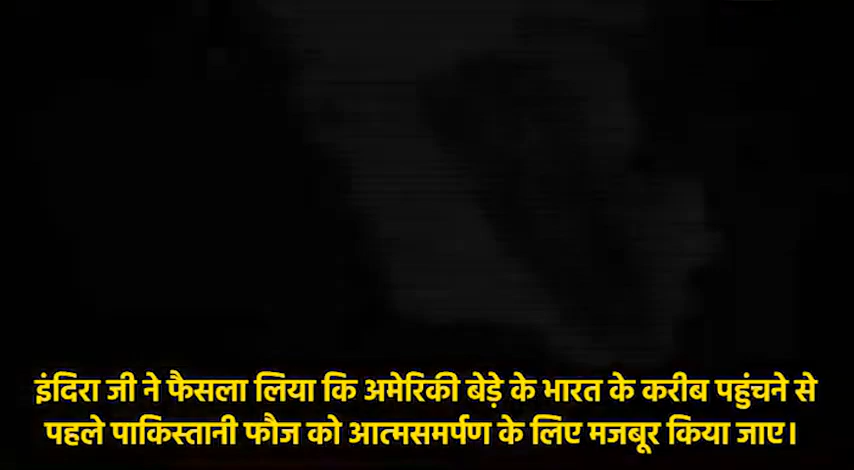 इंदिरा जी ने फैसला लिया कि अमेरिकी बेड़े के भारत के करीब पहुंचने से
पहले पाकिस्तानी फौज को आत्मसमर्पण के लिए मजबूर किया जाए।